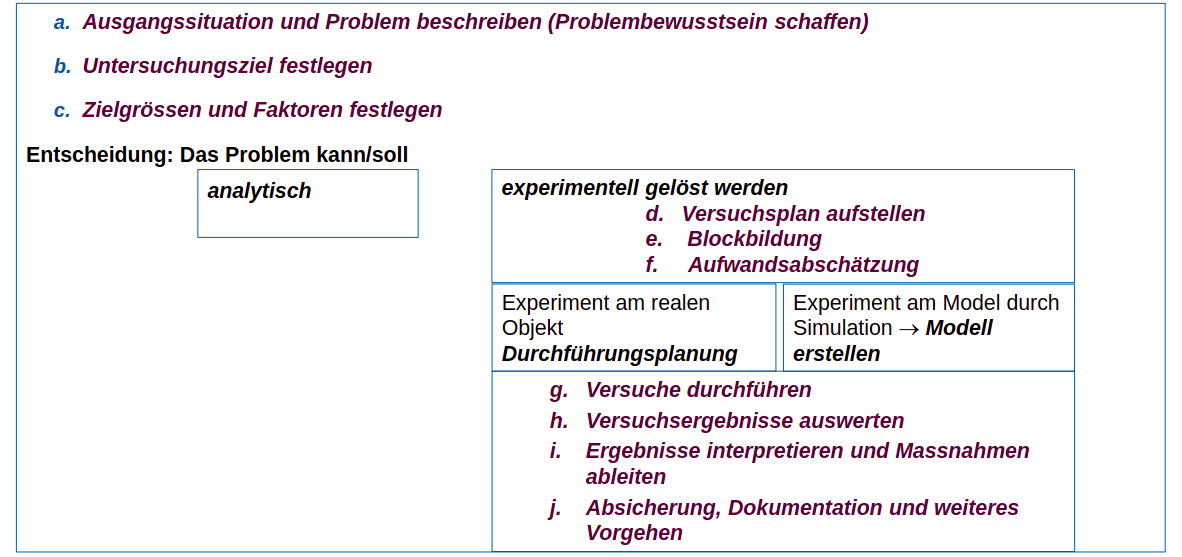 a. Ausgangssituation und Problem beschreiben (Problembewusstsein schaffen)
b. Untersuchungsziel festlegen
c. Zielgrössen und Faktoren festlegen
Entscheidung: Das Problem kann/soll
analytisch
experimentell gelöst werden
d. Versuchsplan aufstellen
e. Blockbildung
f. Aufwandsabschätzung
Experiment am realen
Objekt
Durchführungsplanung
Experiment am Model durch
Simulation → Modell
erstellen
g. Versuche durchführen
h. Versuchsergebnisse auswerten
i. Ergebnisse interpretieren und Massnahmen
ableiten
j. Absicherung, Dokumentation und weiteres
Vorgehen